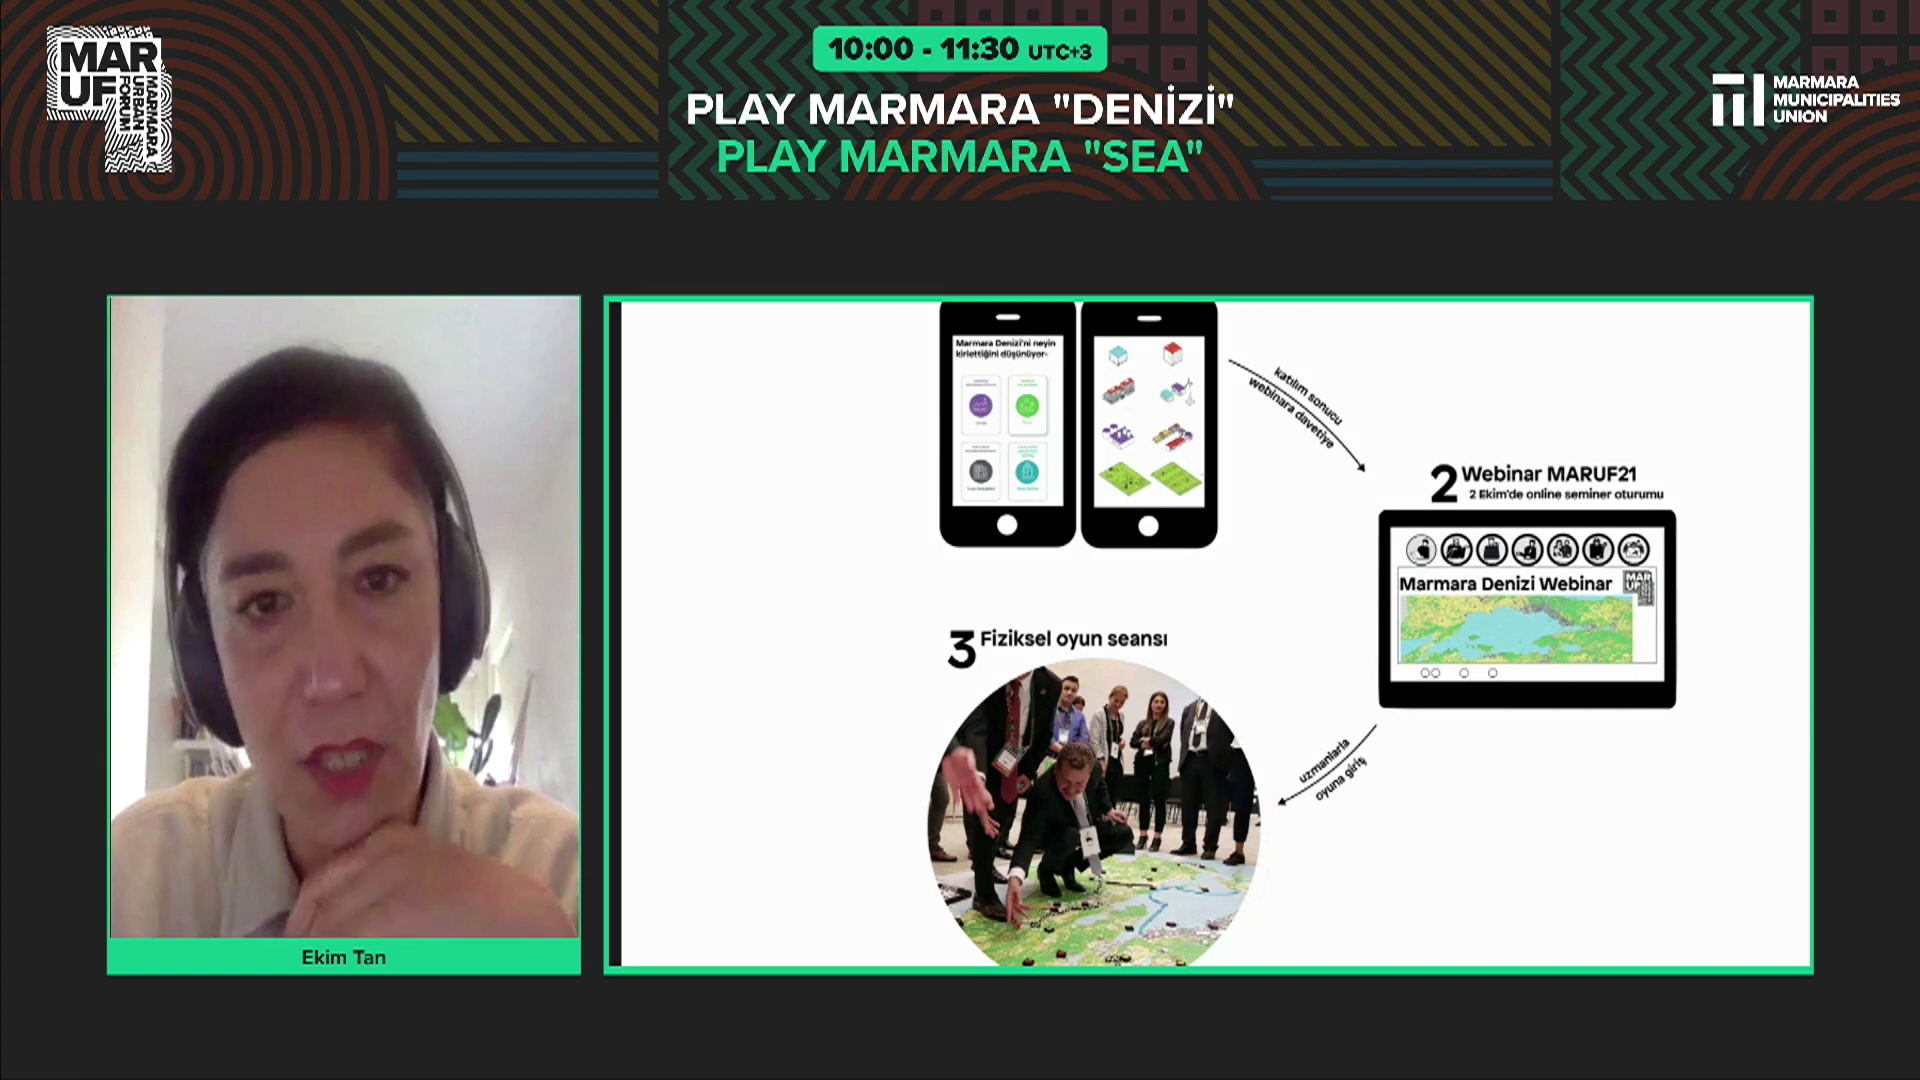 MAR
UF
MARMARA
URBAN
FORUM
10:00 - 11:30 UTC+3
PLAY MARMARA "DENİZİ"
PLAY MARMARA "SEA"
MARMARA
MUNICIPALITIES
UNION
Marmara Denizi'ni neyin
kirlettiğini düşünüyor-
katılım sonucu
webinara davetiye
2 Webinar MARUF21
2 Ekim'de online seminer oturumu
Marmara Denizi Webinar
MAR
UF
3 Fiziksel oyun seansı
uzmanlarla
oyuna giriş
Ekim Tan